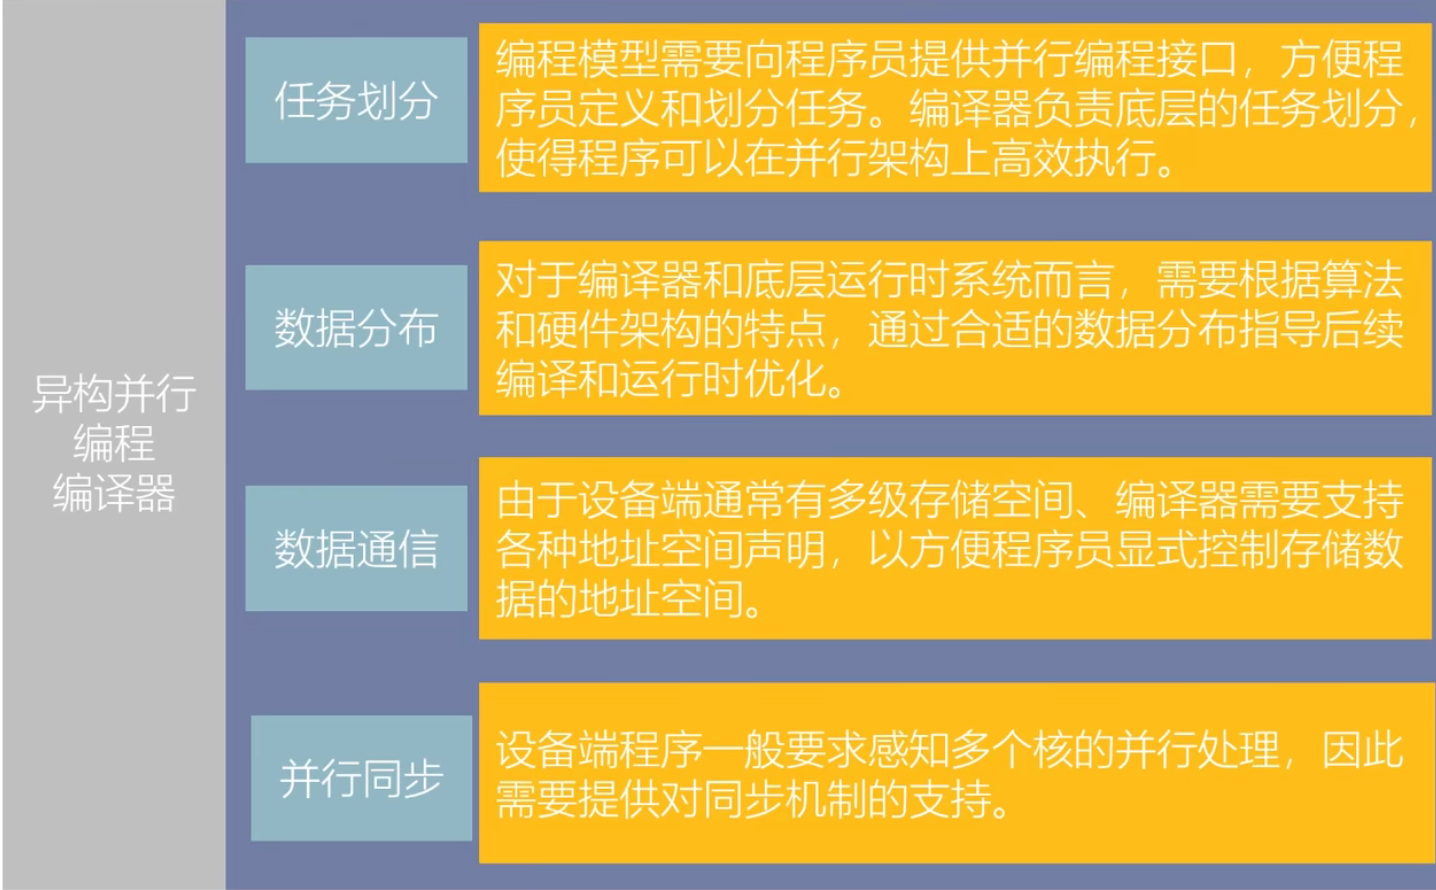 异构并行
编程
编译器
任务划分
编程模型需要向程序员提供并行编程接口，方便程
序员定义和划分任务。编译器负责底层的任务划分，
使得程序可以在并行架构上高效执行。
数据分布
对于编译器和底层运行时系统而言，需要根据算法
和硬件架构的特点，通过合适的数据分布指导后续
编译和运行时优化。
数据通信
由于设备端通常有多级存储空间、编译器需要支持
各种地址空间声明，以方便程序员显式控制存储数
据的地址空间。
并行同步
设备端程序一般要求感知多个核的并行处理，因此
需要提供对同步机制的支持。